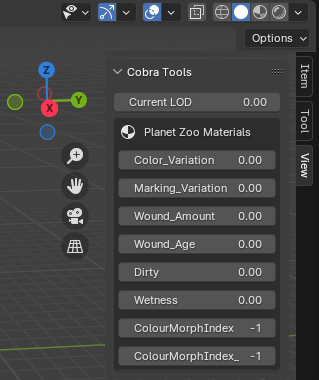 Options
Z
Y
X
Cobra Tools
Current LOD 0.00
Planet Zoo Materials
Color_Variation 0.00
Marking_Variation 0.00
Wound_Amount 0.00
Wound_Age 0.00
Dirty 0.00
Wetness 0.00
ColourMorphIndex -1
ColourMorphIndex_ -1
Item
Tool
View